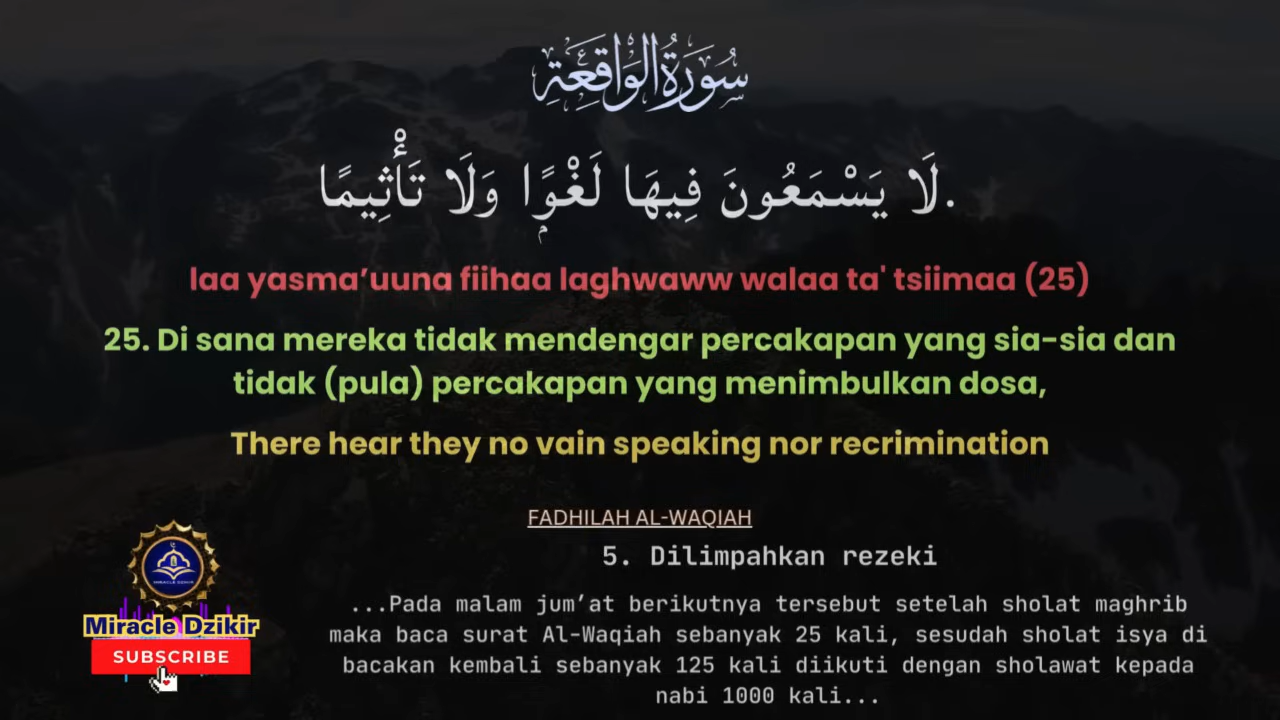 سُورَةُ الْوَاقِعَةِ
لَا يَسْمَعُونَ فِيهَا لَغْوًۭا وَلَا تَأْثِيمًا.
laa yasma’uuna fiihaa laghwaww walaa ta' tsiimaa (25)
25. Di sana mereka tidak mendengar percakapan yang sia-sia dan
tidak (pula) percakapan yang menimbulkan dosa,
There hear they no vain speaking nor recrimination
FADHILAH AL-WAQIAH
5. Dilimpahkan rezeki
...Pada malam jum’at berikutnya tersebut setelah sholat maghrib
maka baca surat Al-Waqiah sebanyak 25 kali, sesudah sholat isya di
bacakan kembali sebanyak 125 kali diikuti dengan sholawat kepada
nabi 1000 kali...
MIRACLE DZIKIR
Miracle Dzikir
SUBSCRIBE